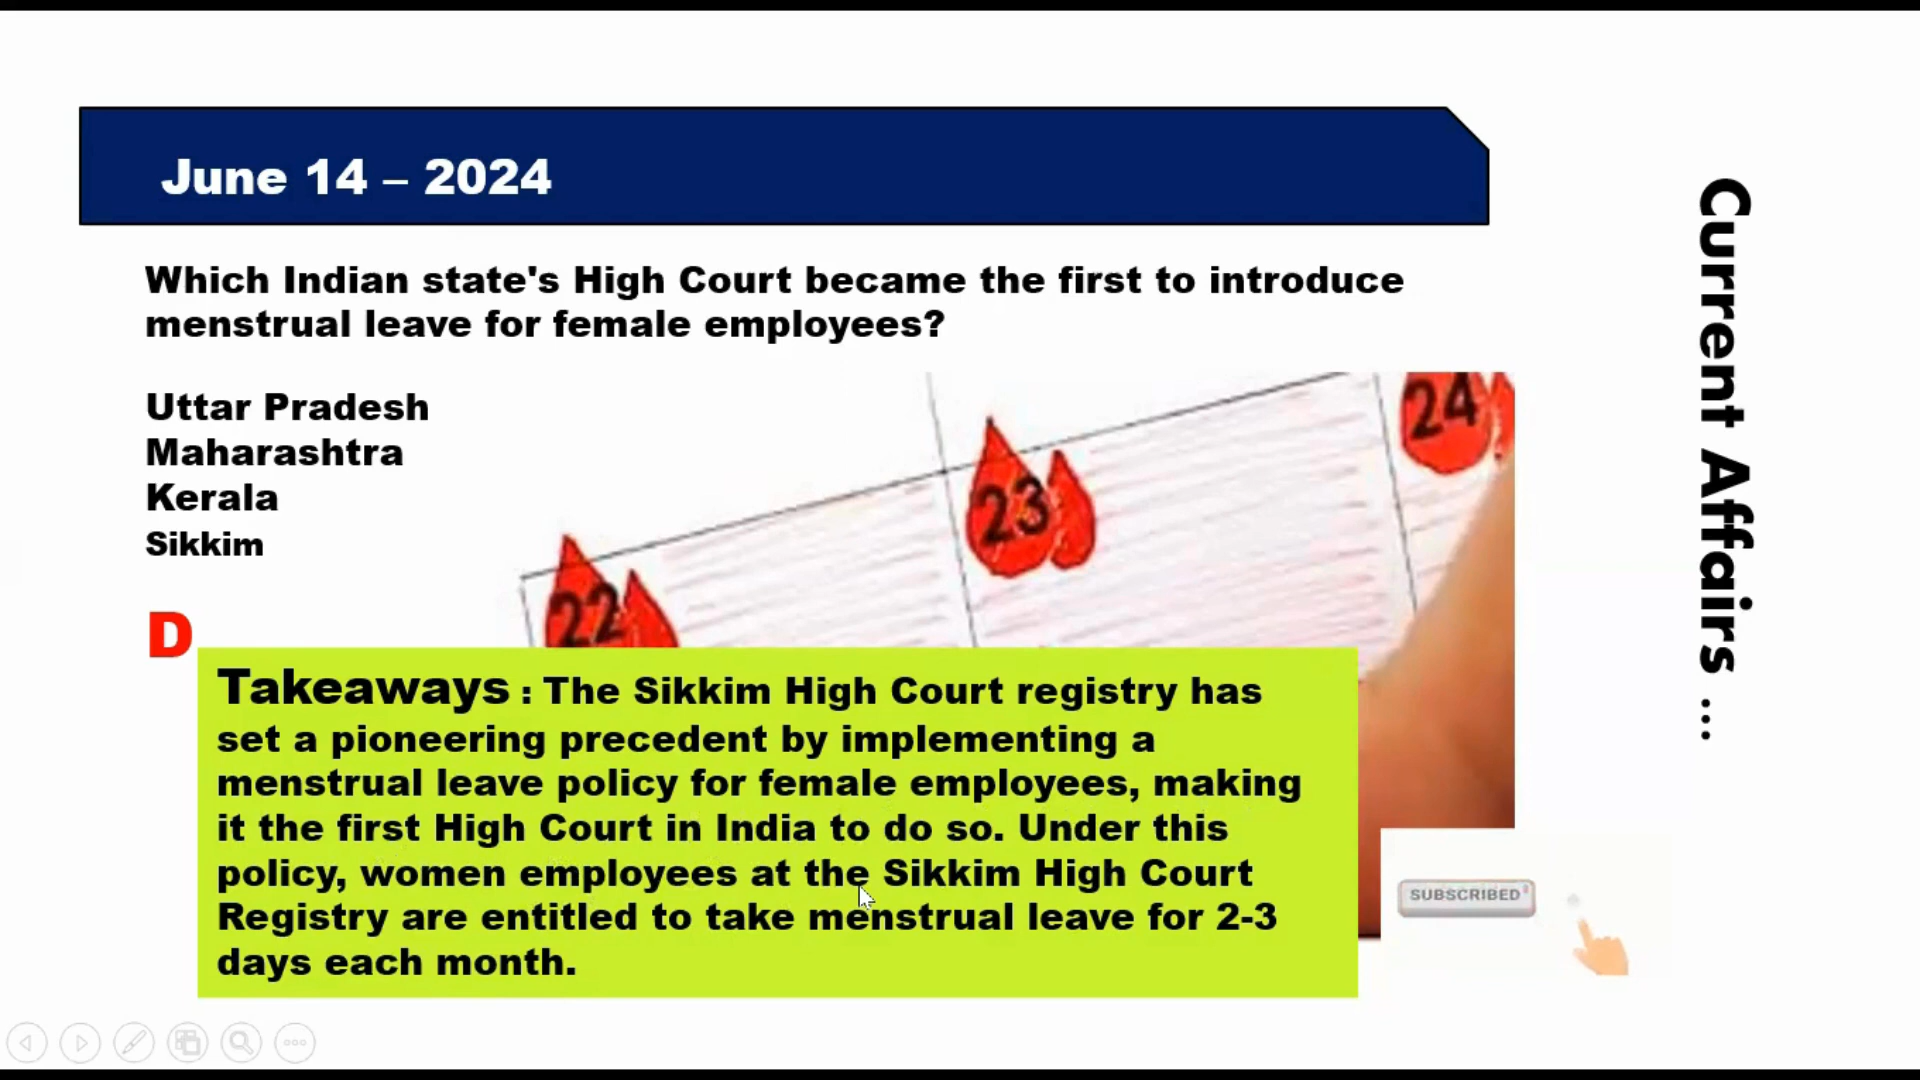 June 14 – 2024
Which Indian state's High Court became the first to introduce
menstrual leave for female employees?
Uttar Pradesh
Maharashtra
Kerala
Sikkim
D
22
23
24
Takeaways : The Sikkim High Court registry has
set a pioneering precedent by implementing a
menstrual leave policy for female employees, making
it the first High Court in India to do so. Under this
policy, women employees at the Sikkim High Court
Registry are entitled to take menstrual leave for 2-3
days each month.
Current Affairs ...
SUBSCRIBED